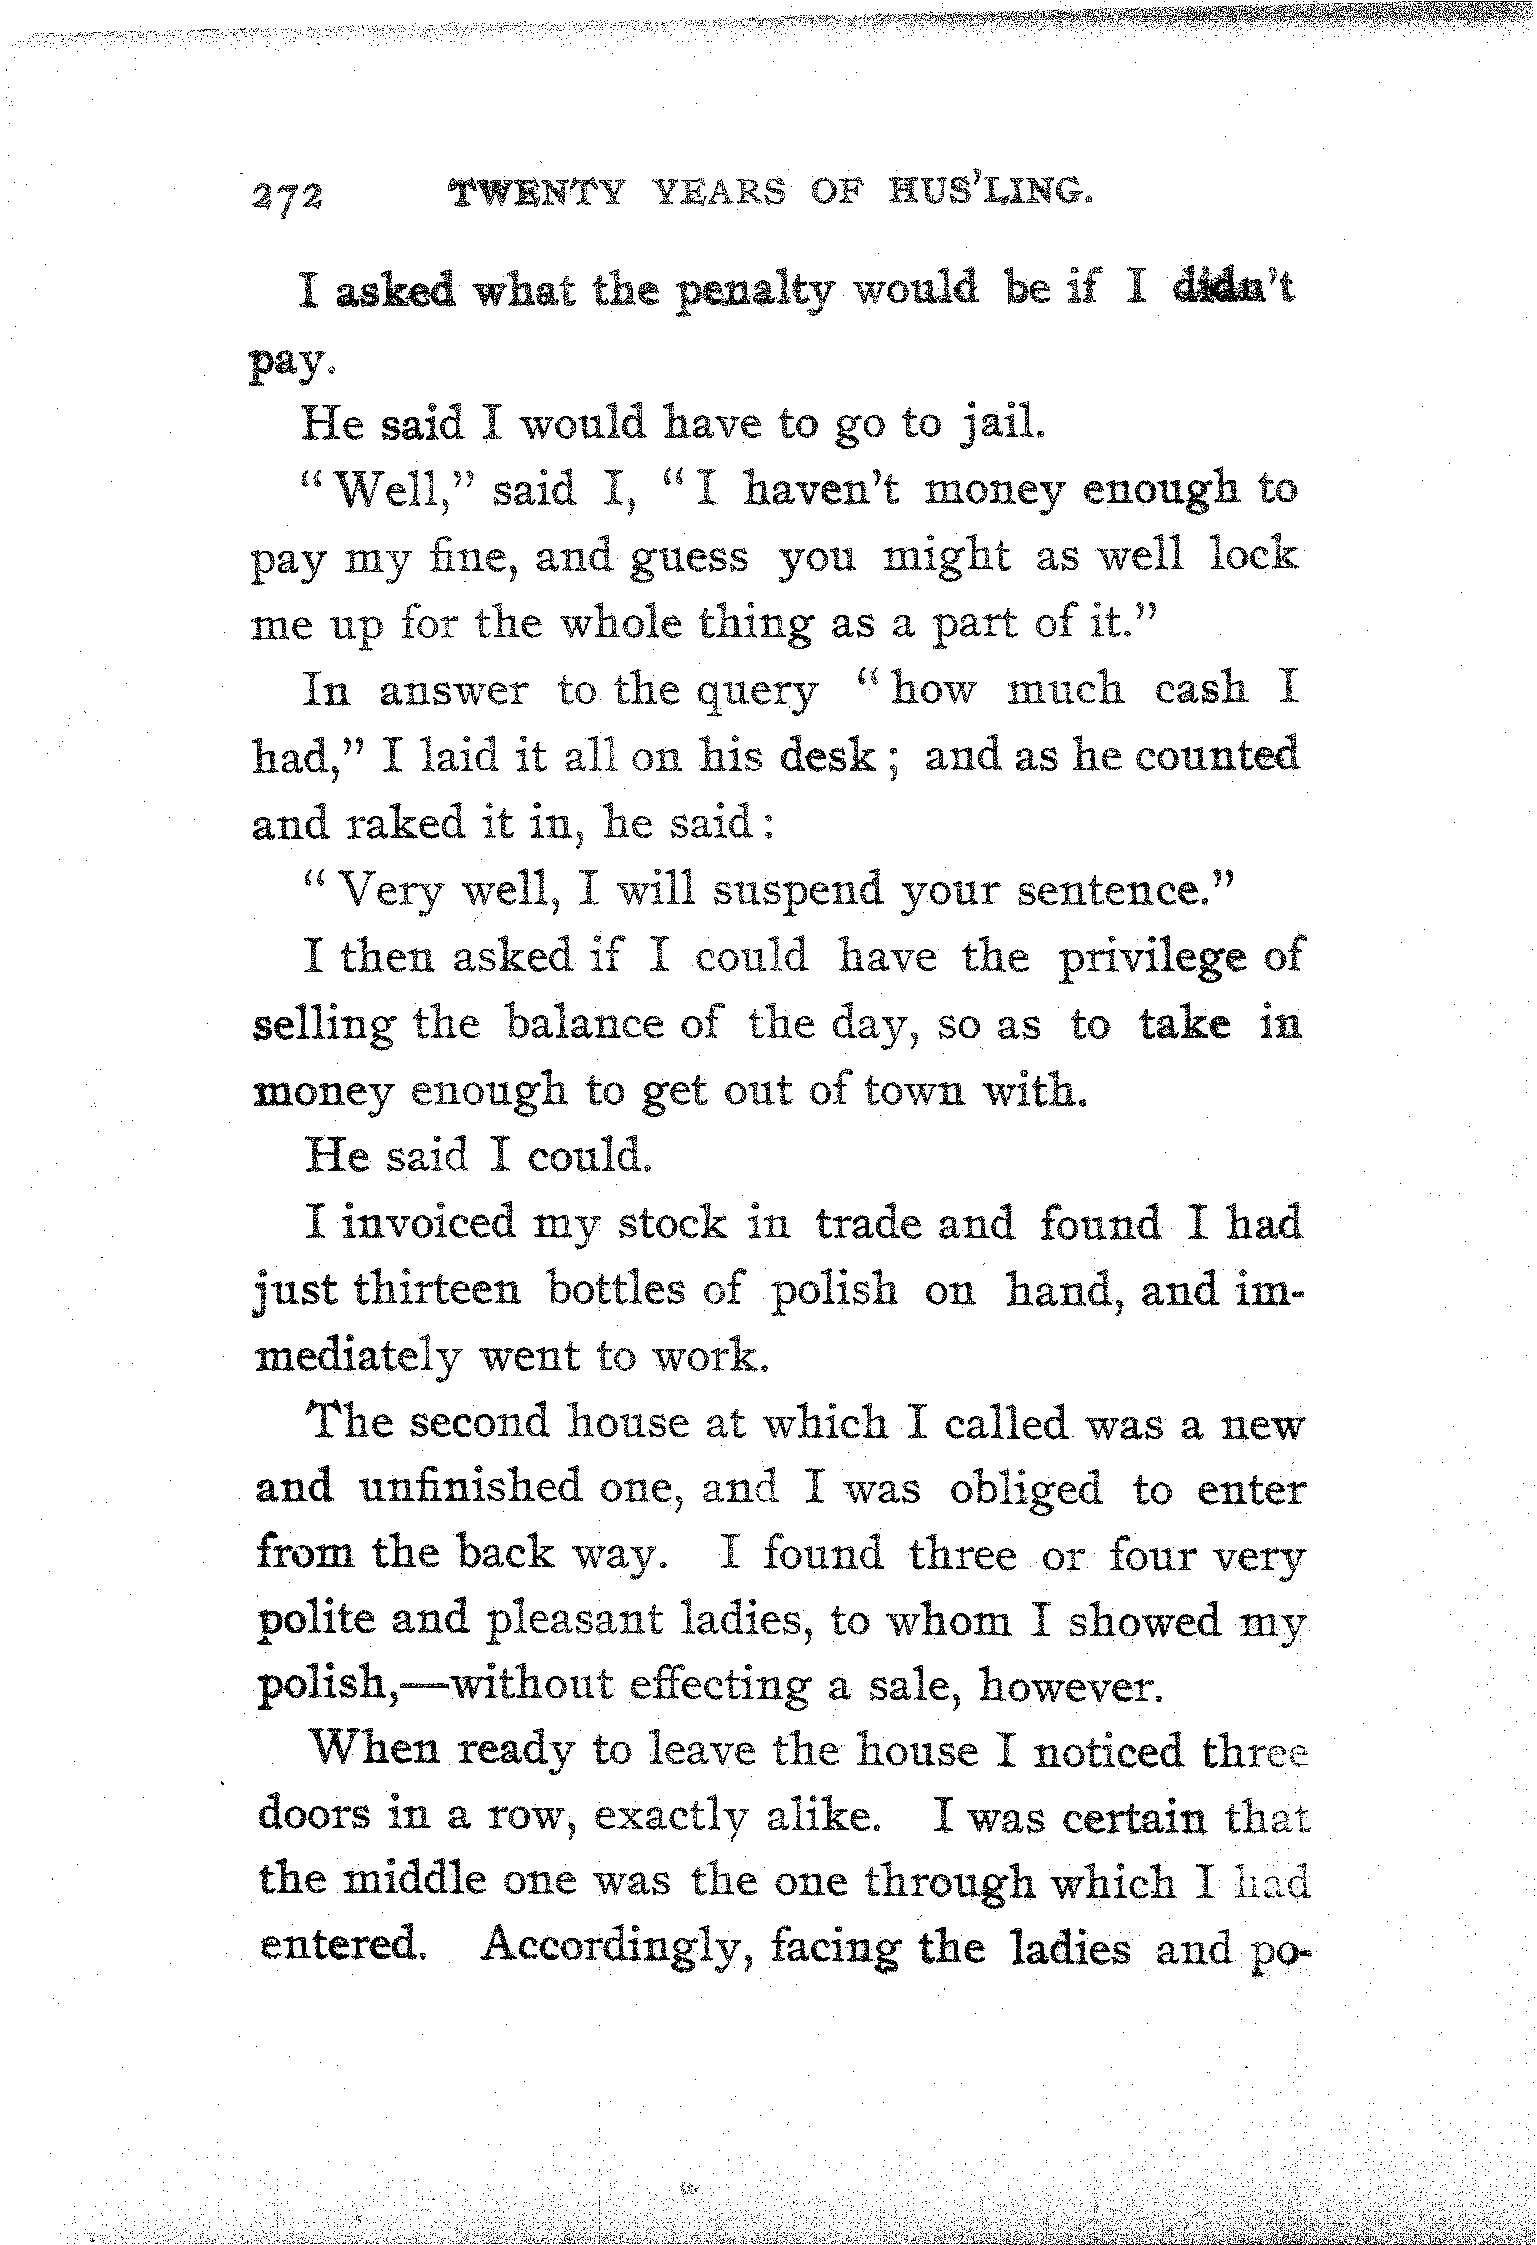 272 TWENTY YEARS OF HUS'LING.
I asked what the penalty would be if I didn't
pay.
He said I would have to go to jail.
“Well,” said I, “I haven't money enough to
pay my fine, and guess you might as well lock
me up for the whole thing as a part of it.”
In answer to the query “how much cash I
had,” I laid it all on his desk; and as he counted
and raked it in, he said:
“Very well, I will suspend your sentence.”
I then asked if I could have the privilege of
selling the balance of the day, so as to take in
money enough to get out of town with.
He said I could.
I invoiced my stock in trade and found I had
just thirteen bottles of polish on hand, and im-
mediately went to work.
The second house at which I called was a new
and unfinished one, and I was obliged to enter
from the back way. I found three or four very
polite and pleasant ladies, to whom I showed my
polish,—without effecting a sale, however.
When ready to leave the house I noticed three
doors in a row, exactly alike. I was certain that
the middle one was the one through which I had
entered. Accordingly, facing the ladies and po-